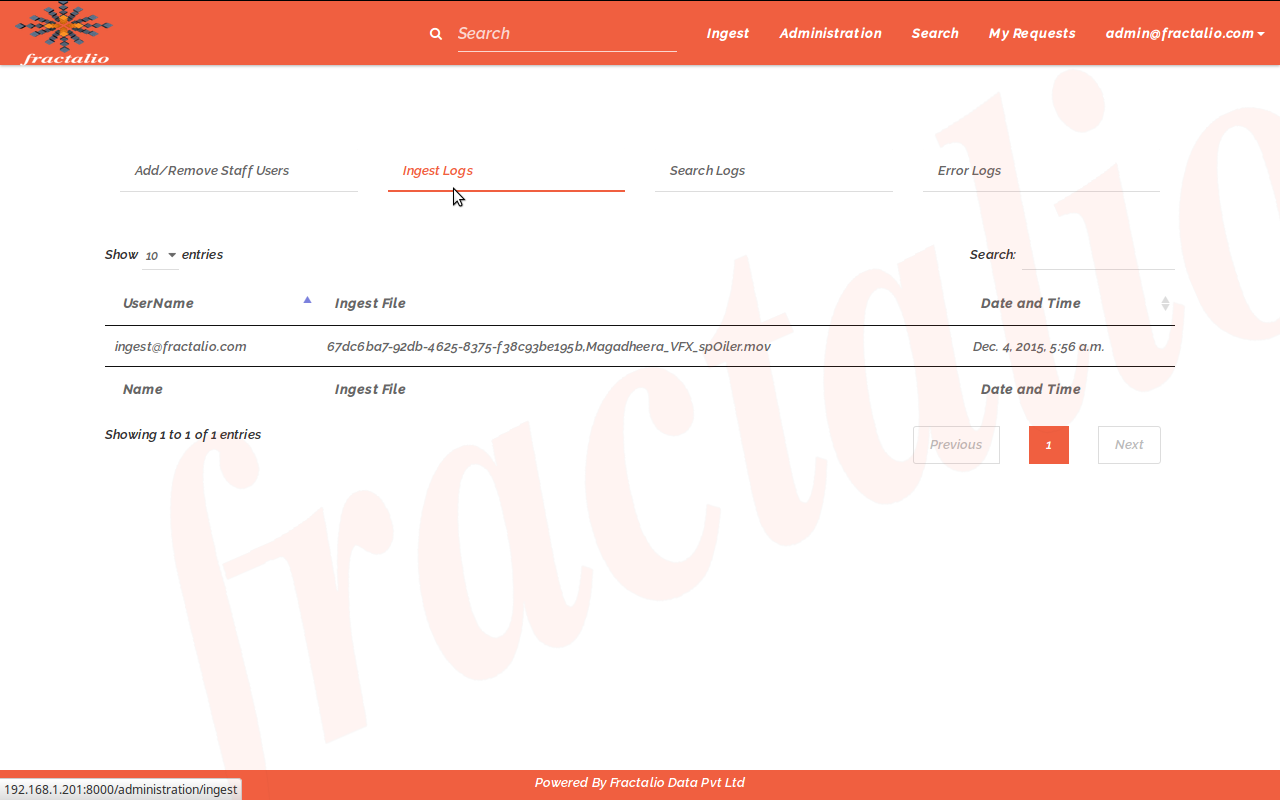 fractalio
Search Ingest Administration Search My Requests admin@fractalio.com
Add/Remove Staff Users Ingest Logs Search Logs Error Logs
Show 10 entries Search:
UserName Ingest File Date and Time
ingest@fractalio.com 67dc6ba7-92db-4625-8375-f38c93be195b,Magadheera_VFX_spOiler.mov Dec. 4, 2015, 5:56 a.m.
Name Ingest File Date and Time
Showing 1 to 1 of 1 entries Previous 1 Next
fractalio
Powered By Fractalio Data Pvt Ltd
192.168.1.201:8000/administration/ingest